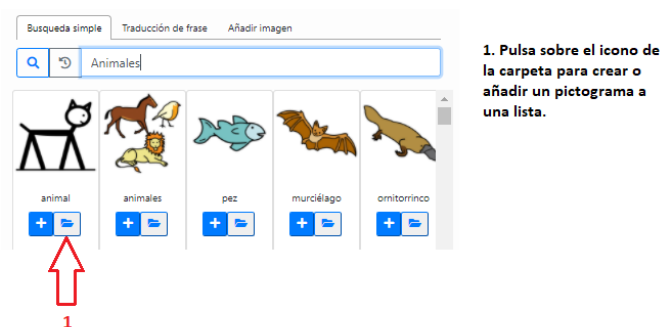 Busqueda simple Traducción de frase Añadir imagen
Animales
animal animales pez murciélago ornitorrinco
1
1. Pulsa sobre el icono de
la carpeta para crear o
añadir un pictograma a
una lista.